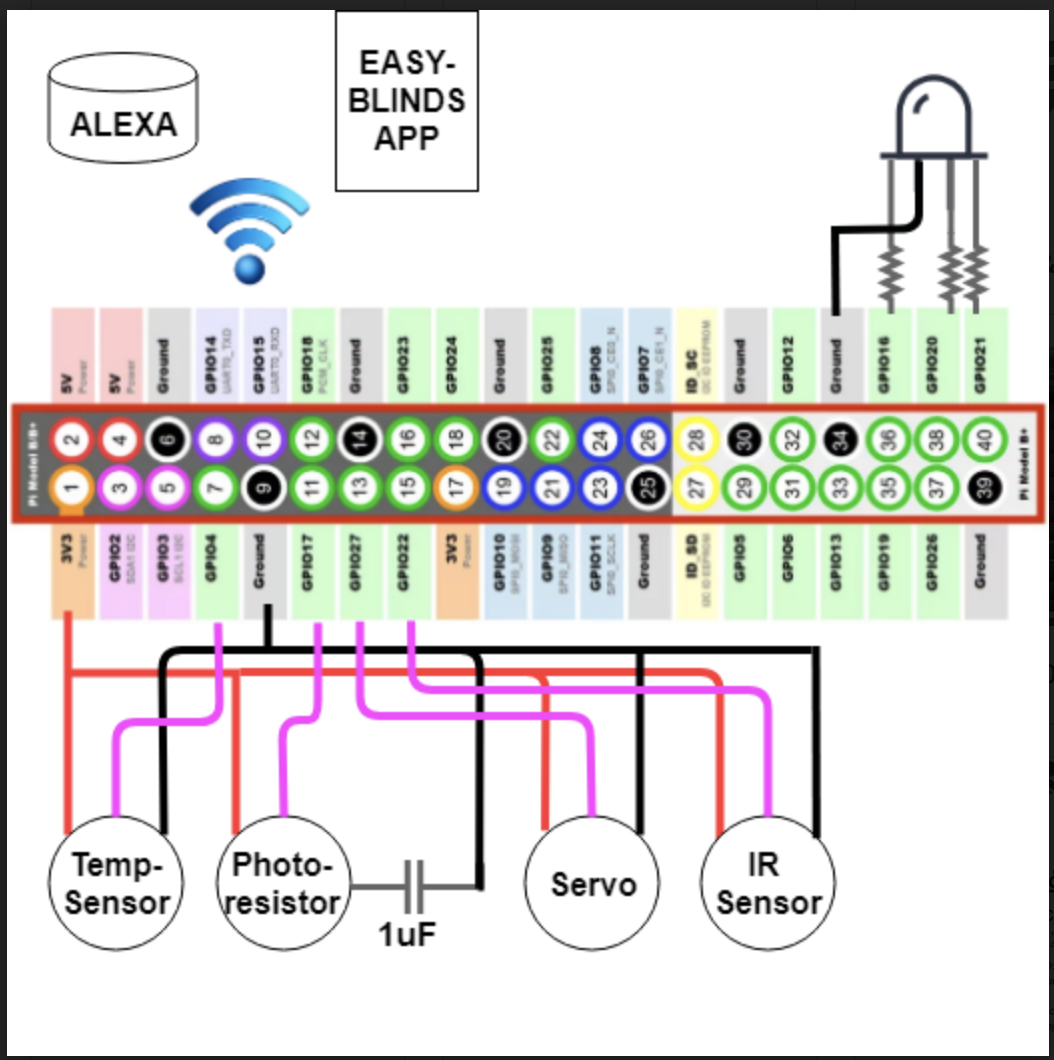 ALEXA
EASY-
BLINDS
APP
5V
Power
5V
Power
Ground
GPIO14
UART0_TXD
GPIO15
UART0_RXD
GPIO18
PCM_CLK
Ground
GPIO23
GPIO24
Ground
GPIO25
GPIO8
SPI0_CE0_N
GPIO7
SPI0_CE1_N
ID_SC
I2C ID EEPROM
Ground
GPIO12
Ground
GPIO16
GPIO20
GPIO21
Pi Model B/B+
2 4 6 8 10 12 14 16 18 20 22 24 26 28 30 32 34 36 38 40
1 3 5 7 9 11 13 15 17 19 21 23 25 27 29 31 33 35 37 39
Pi Model B+
3V3
Power
GPIO2
SDA1 I2C
GPIO3
SCL1 I2C
GPIO4
Ground
GPIO17
GPIO27
GPIO22
3V3
Power
GPIO10
SPI0_MOSI
GPIO9
SPI0_MISO
GPIO11
SPI0_SCLK
Ground
ID_SD
I2C ID EEPROM
GPIO5
GPIO6
GPIO13
GPIO19
GPIO26
Ground
Temp-
Sensor
Photo-
resistor
1uF
Servo
IR
Sensor